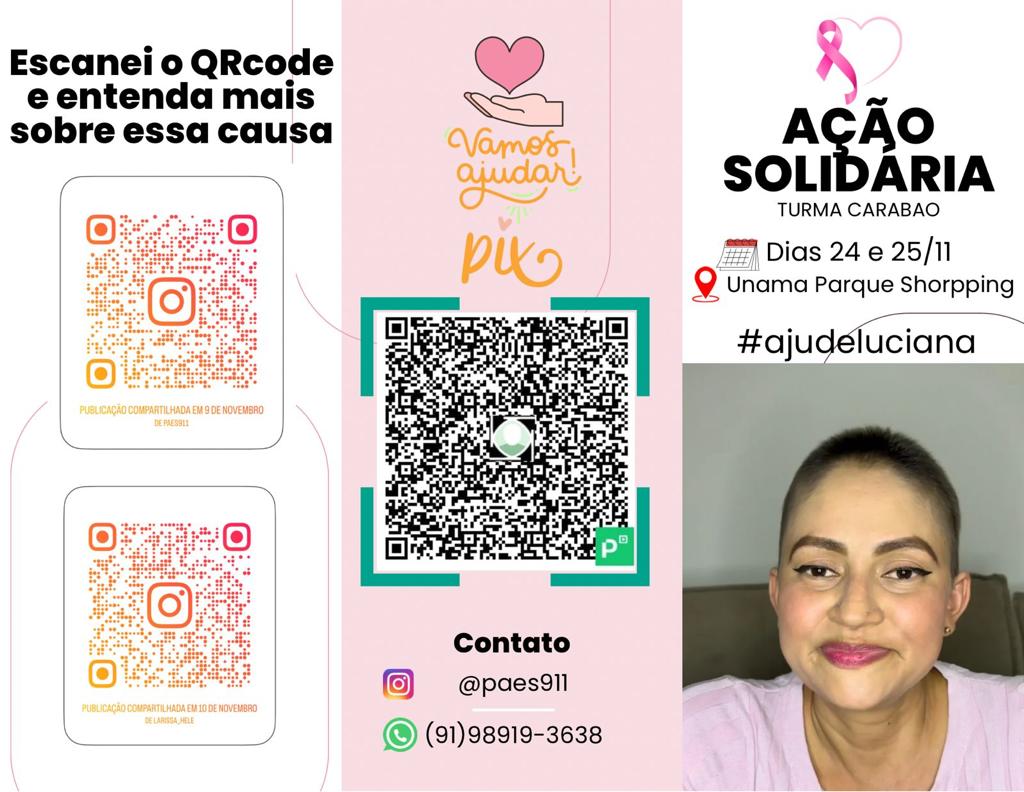 Escanei o QRcode
e entenda mais
sobre essa causa
PUBLICAÇÃO COMPARTILHADA EM 9 DE NOVEMBRO
DE PAES911
PUBLICAÇÃO COMPARTILHADA EM 10 DE NOVEMBRO
DE LARISSA_HELE
Vamos
ajudar!
Pix
P
Contato
@paes911
(91)98919-3638
AÇÃO
SOLIDÁRIA
TURMA CARABAO
Dias 24 e 25/11
Unama Parque Shorpping
#ajudeluciana